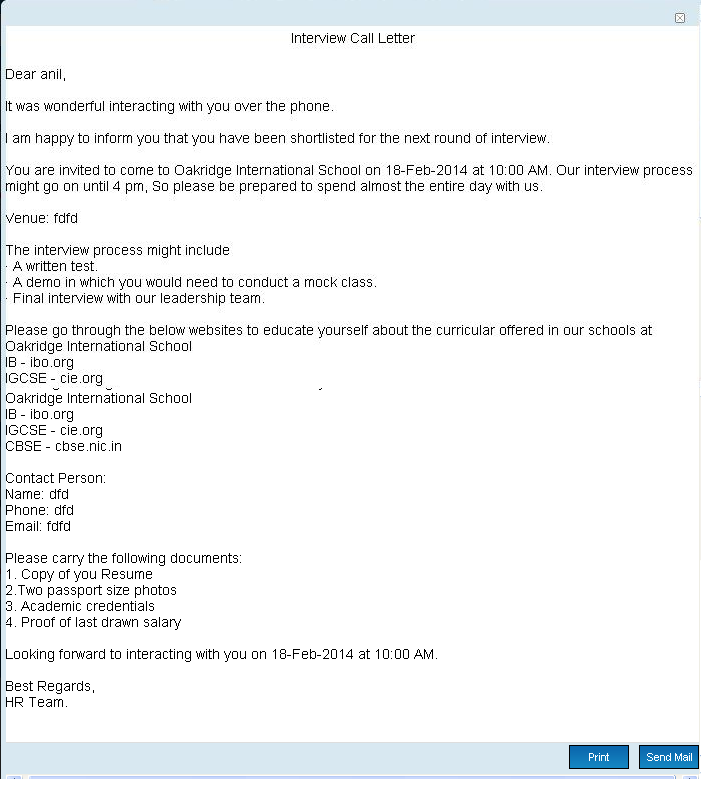 Interview Call Letter
Dear anil,
It was wonderful interacting with you over the phone.
I am happy to inform you that you have been shortlisted for the next round of interview.
You are invited to come to Oakridge International School on 18-Feb-2014 at 10:00 AM. Our interview process
might go on until 4 pm, So please be prepared to spend almost the entire day with us.
Venue: fdfd
The interview process might include
· A written test.
· A demo in which you would need to conduct a mock class.
· Final interview with our leadership team.
Please go through the below websites to educate yourself about the curricular offered in our schools at
Oakridge International School
IB - ibo.org
IGCSE - cie.org
Oakridge International School
IB - ibo.org
IGCSE - cie.org
CBSE - cbse.nic.in
Contact Person:
Name: dfd
Phone: dfd
Email: fdfd
Please carry the following documents:
1. Copy of you Resume
2.Two passport size photos
3. Academic credentials
4. Proof of last drawn salary
Looking forward to interacting with you on 18-Feb-2014 at 10:00 AM.
Best Regards,
HR Team.
Print Send Mail